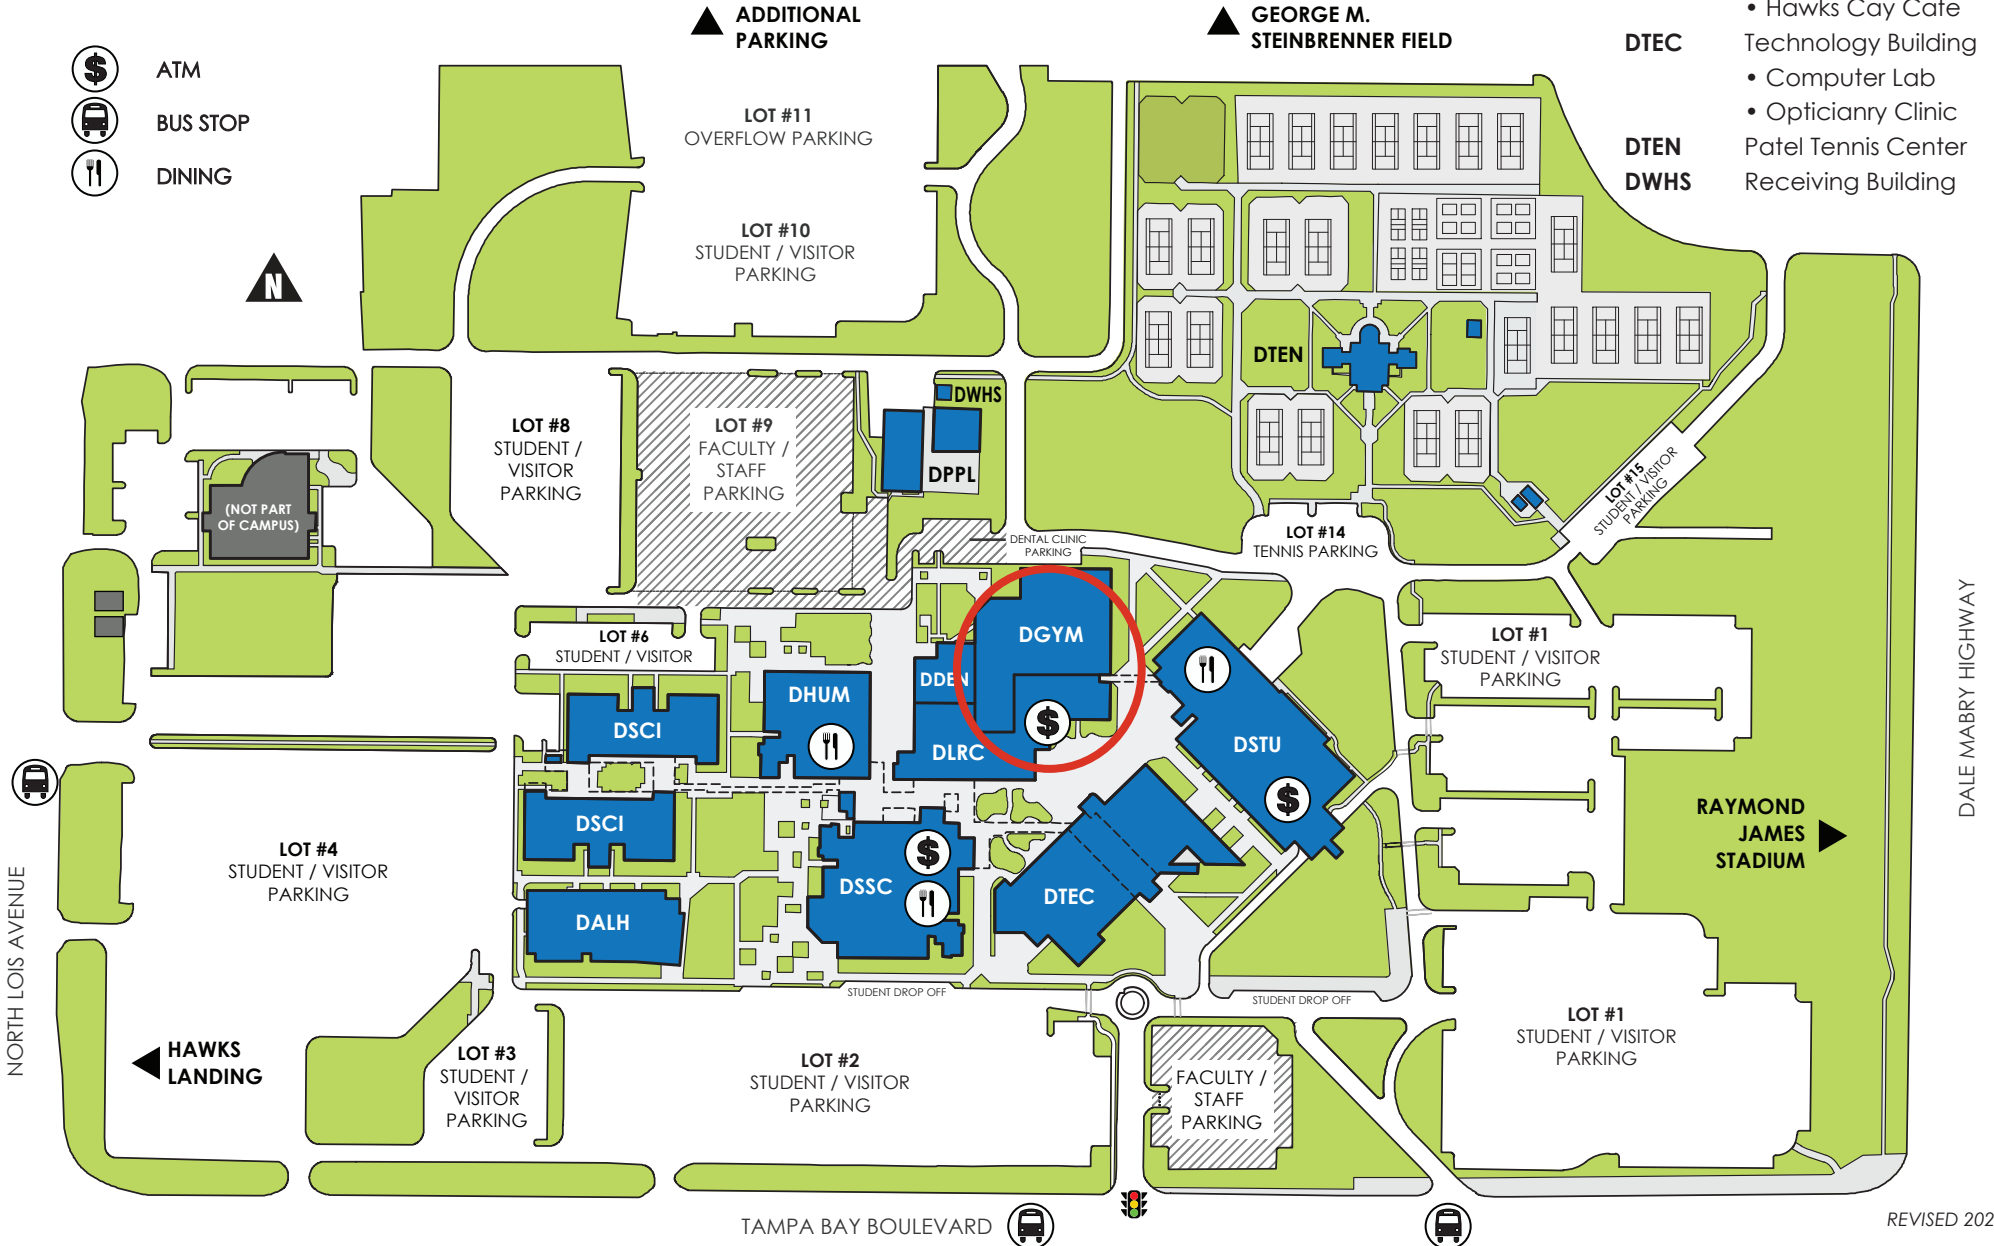 ADDITIONAL
PARKING
GEORGE M.
STEINBRENNER FIELD
• Hawks Cay Cafe
DTEC Technology Building
• Computer Lab
• Opticianry Clinic
DTEN Patel Tennis Center
DWHS Receiving Building
$ ATM
BUS STOP
DINING
N
LOT #11
OVERFLOW PARKING
LOT #10
STUDENT / VISITOR
PARKING
DTEN
DWHS
DPPL
LOT #8
STUDENT /
VISITOR
PARKING
LOT #9
FACULTY /
STAFF
PARKING
(NOT PART
OF CAMPUS)
LOT #15
STUDENT / VISITOR
PARKING
LOT #14
TENNIS PARKING
DENTAL CLINIC
PARKING
LOT #6
STUDENT / VISITOR
DGYM
LOT #1
STUDENT / VISITOR
PARKING
DDEN
DHUM
DSCI
DLRC
$
DSTU
$
DSCI
DALH
DSSC
$
DTEC
LOT #4
STUDENT / VISITOR
PARKING
RAYMOND
JAMES
STADIUM
DALE MABRY HIGHWAY
NORTH LOIS AVENUE
STUDENT DROP OFF
STUDENT DROP OFF
HAWKS
LANDING
LOT #3
STUDENT /
VISITOR
PARKING
LOT #2
STUDENT / VISITOR
PARKING
FACULTY /
STAFF
PARKING
LOT #1
STUDENT / VISITOR
PARKING
TAMPA BAY BOULEVARD
REVISED 202